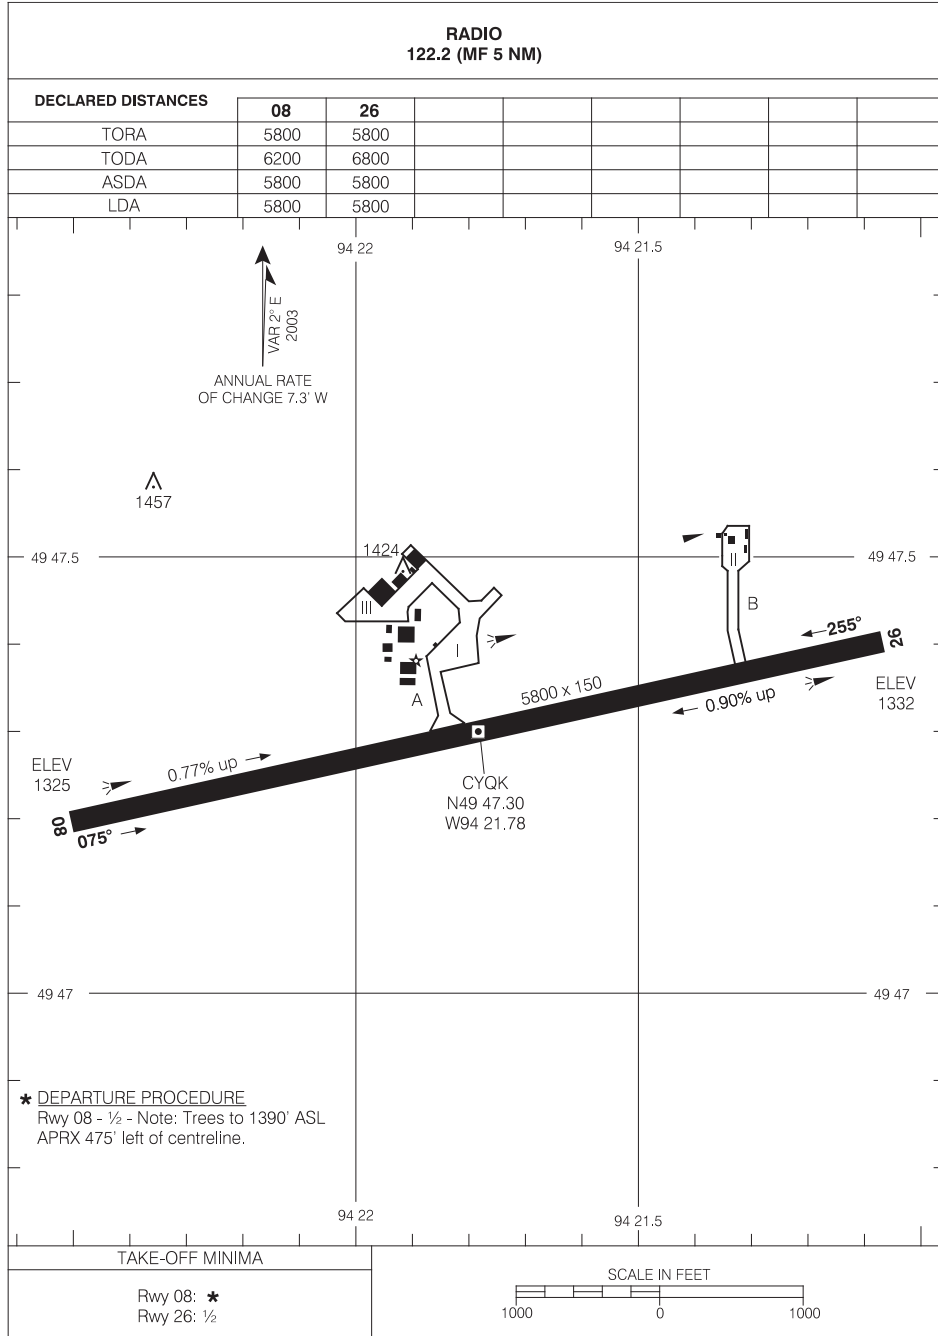 RADIO
122.2 (MF 5 NM)
DECLARED DISTANCES 08 26
TORA 5800 5800
TODA 6200 6800
ASDA 5800 5800
LDA 5800 5800
94 22 94 21.5
VAR 2° E
2003
ANNUAL RATE
OF CHANGE 7.3' W
1457
49 47.5 1424 49 47.5
II
III
B
I
255° 26
A
5800 x 150
0.90% up
ELEV
1332
ELEV
1325
0.77% up
CYQK
N49 47.30
W94 21.78
08
075°
49 47 49 47
* DEPARTURE PROCEDURE
Rwy 08 - ½ - Note: Trees to 1390' ASL
APRX 475' left of centreline.
94 22 94 21.5
TAKE-OFF MINIMA
Rwy 08: *
Rwy 26: ½
SCALE IN FEET
1000 0 1000